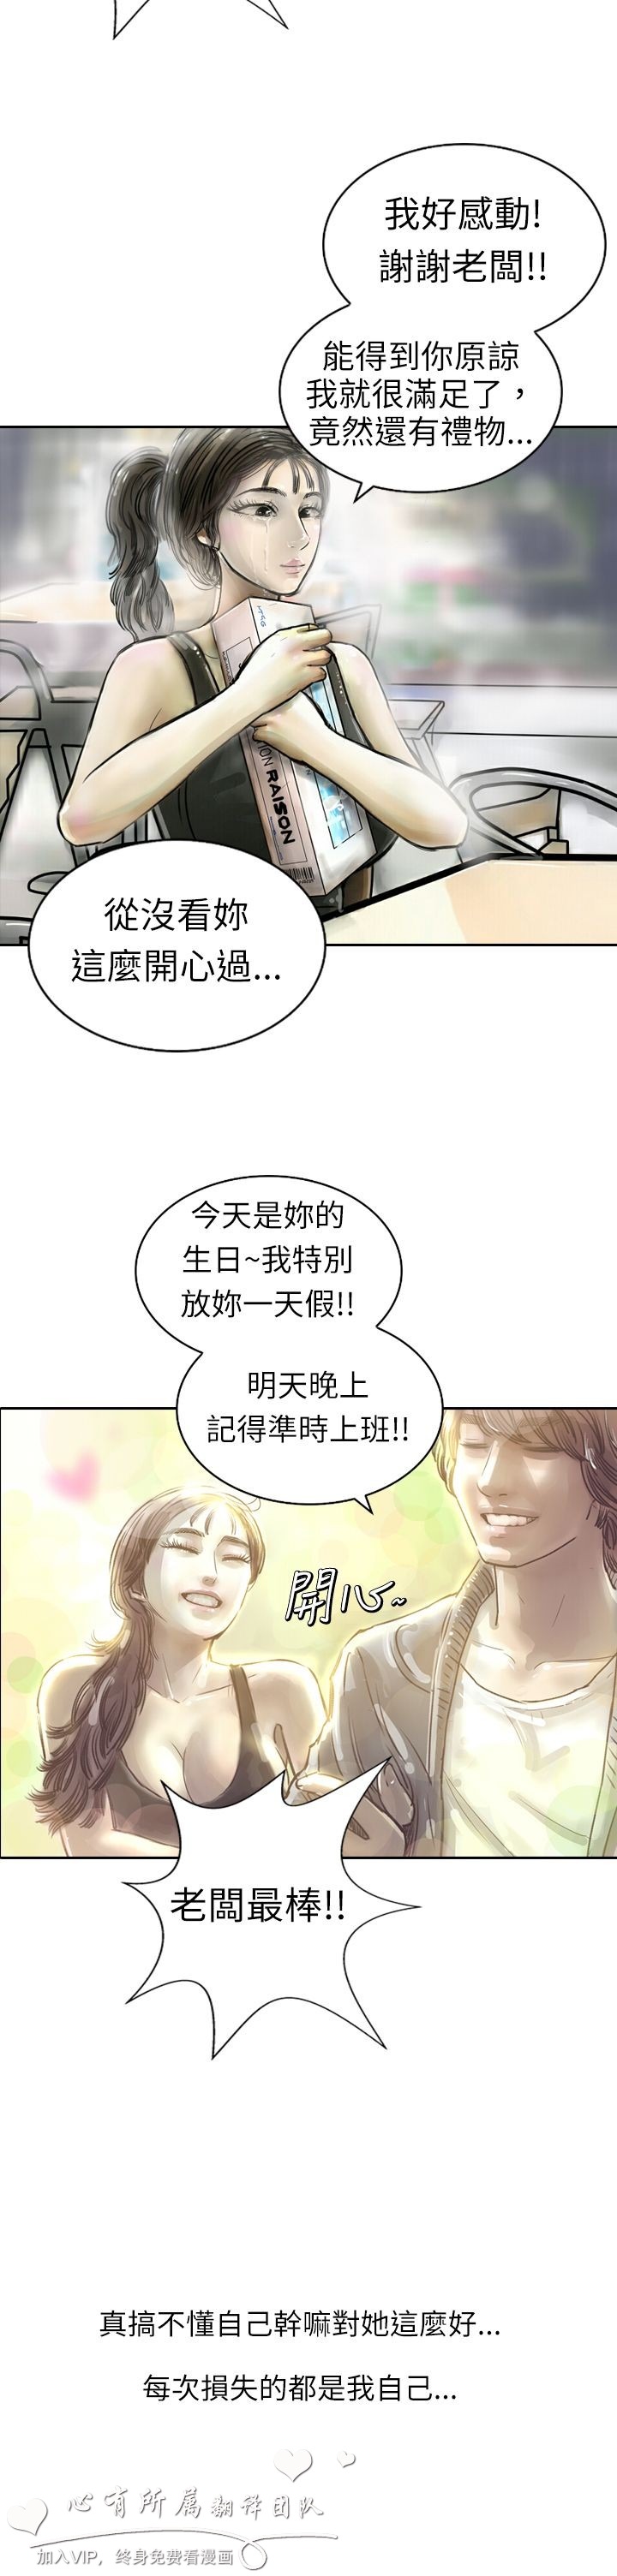 我好感動!
謝謝老闆!!
能得到你原諒
我就很滿足了，
竟然還有禮物...
MTAG
ION RAISON
從沒看妳
這麼開心過...
今天是妳的
生日~我特別
放妳一天假!!
明天晚上
記得準時上班!!
開心~
老闆最棒!!
真搞不懂自己幹嘛對她這麼好...
每次損失的都是我自己...
心有所属翻译团队
加入VIP，终身免费看漫画